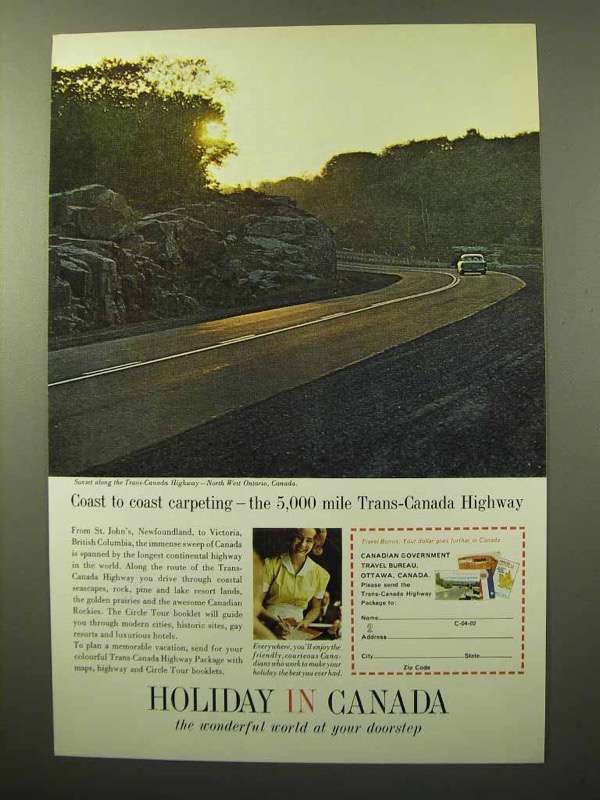 Sunset along the Trans-Canada Highway—North West Ontario, Canada.
Coast to coast carpeting—the 5,000 mile Trans-Canada Highway
From St. John's, Newfoundland, to Victoria,
British Columbia, the immense sweep of Canada
is spanned by the longest continental highway
in the world. Along the route of the Trans-
Canada Highway you drive through coastal
seascapes, rock, pine and lake resort lands,
the golden prairies and the awesome Canadian
Rockies. The Circle Tour booklet will guide
you through modern cities, historic sites, gay
resorts and luxurious hotels.
To plan a memorable vacation, send for your
colourful Trans-Canada Highway Package with
maps, highway and Circle Tour booklets.
Everywhere, you'll enjoy the
friendly, courteous Cana-
dians who work to make your
holiday the best you ever had.
Travel Bonus: Your dollar goes further in Canada
CANADIAN GOVERNMENT
TRAVEL BUREAU,
OTTAWA, CANADA.
Please send the
Trans-Canada Highway
Package to:
Name
C-04-02
2
Address
City State
Zip Code
HOLIDAY IN CANADA
the wonderful world at your doorstep